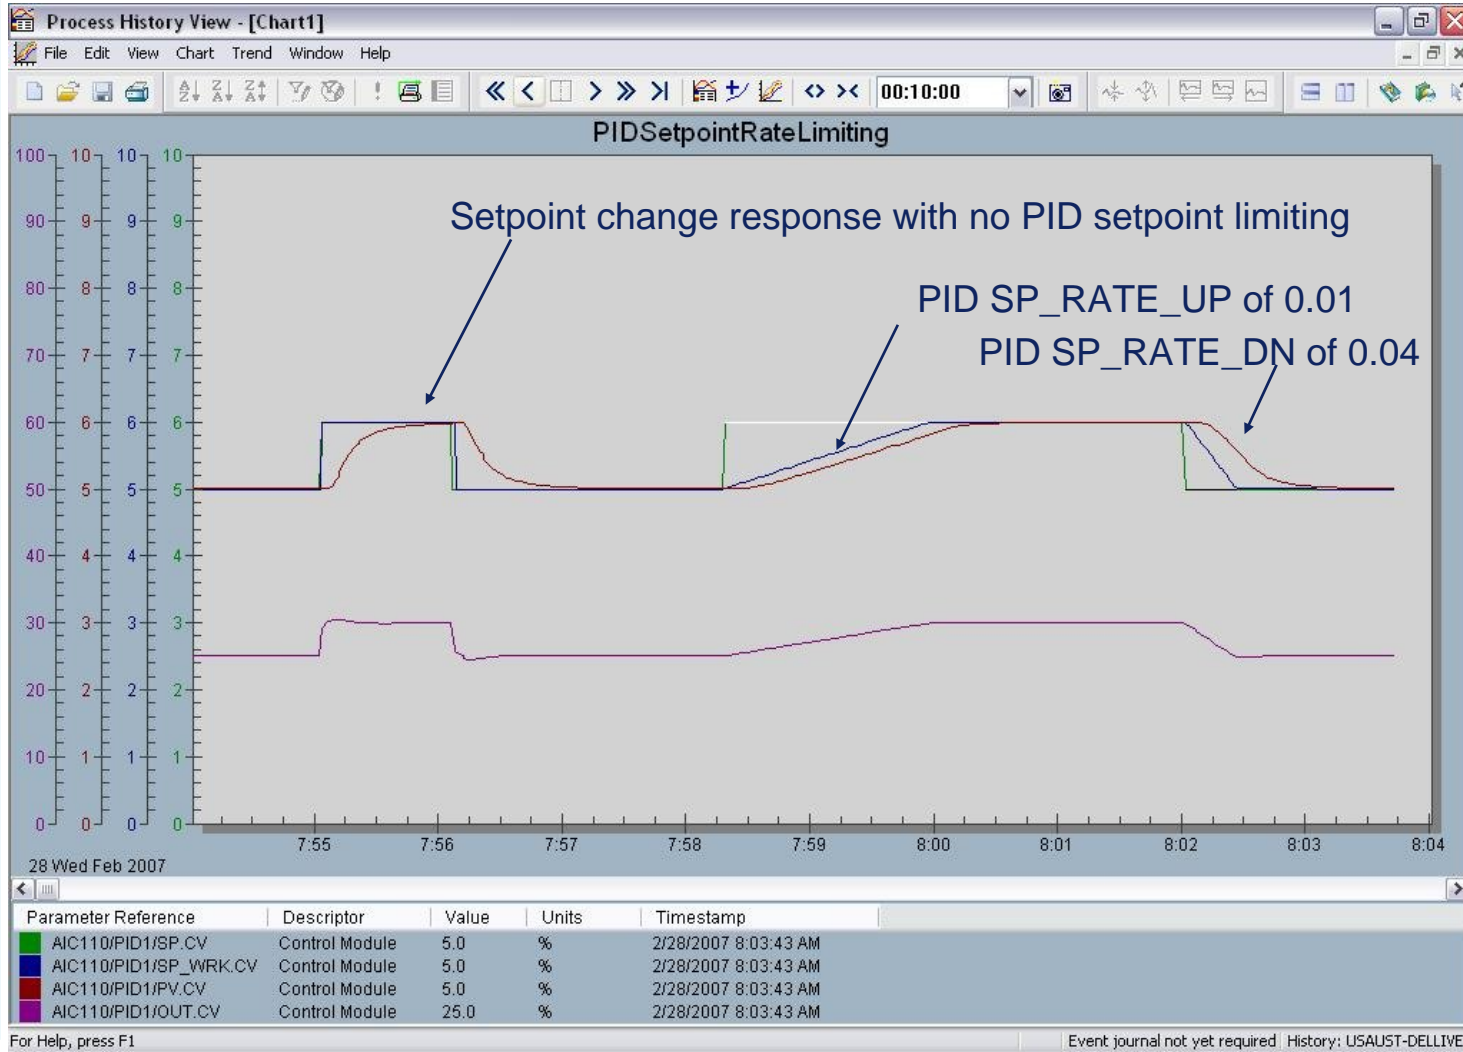 Process History View - [Chart1]
File Edit View Chart Trend Window Help
00:10:00
PIDSetpointRateLimiting
100 10 10 10
90 9 9 9
80 8 8 8
70 7 7 7
60 6 6 6
50 5 5 5
40 4 4 4
30 3 3 3
20 2 2 2
10 1 1 1
0 0 0 0
Setpoint change response with no PID setpoint limiting
PID SP_RATE_UP of 0.01
PID SP_RATE_DN of 0.04
7:55 7:56 7:57 7:58 7:59 8:00 8:01 8:02 8:03 8:04
28 Wed Feb 2007
Parameter Reference Descriptor Value Units Timestamp
AIC110/PID1/SP.CV Control Module 5.0 % 2/28/2007 8:03:43 AM
AIC110/PID1/SP_WRK.CV Control Module 5.0 % 2/28/2007 8:03:43 AM
AIC110/PID1/PV.CV Control Module 5.0 % 2/28/2007 8:03:43 AM
AIC110/PID1/OUT.CV Control Module 25.0 % 2/28/2007 8:03:43 AM
For Help, press F1 Event journal not yet required History: USAUST-DELLIVE